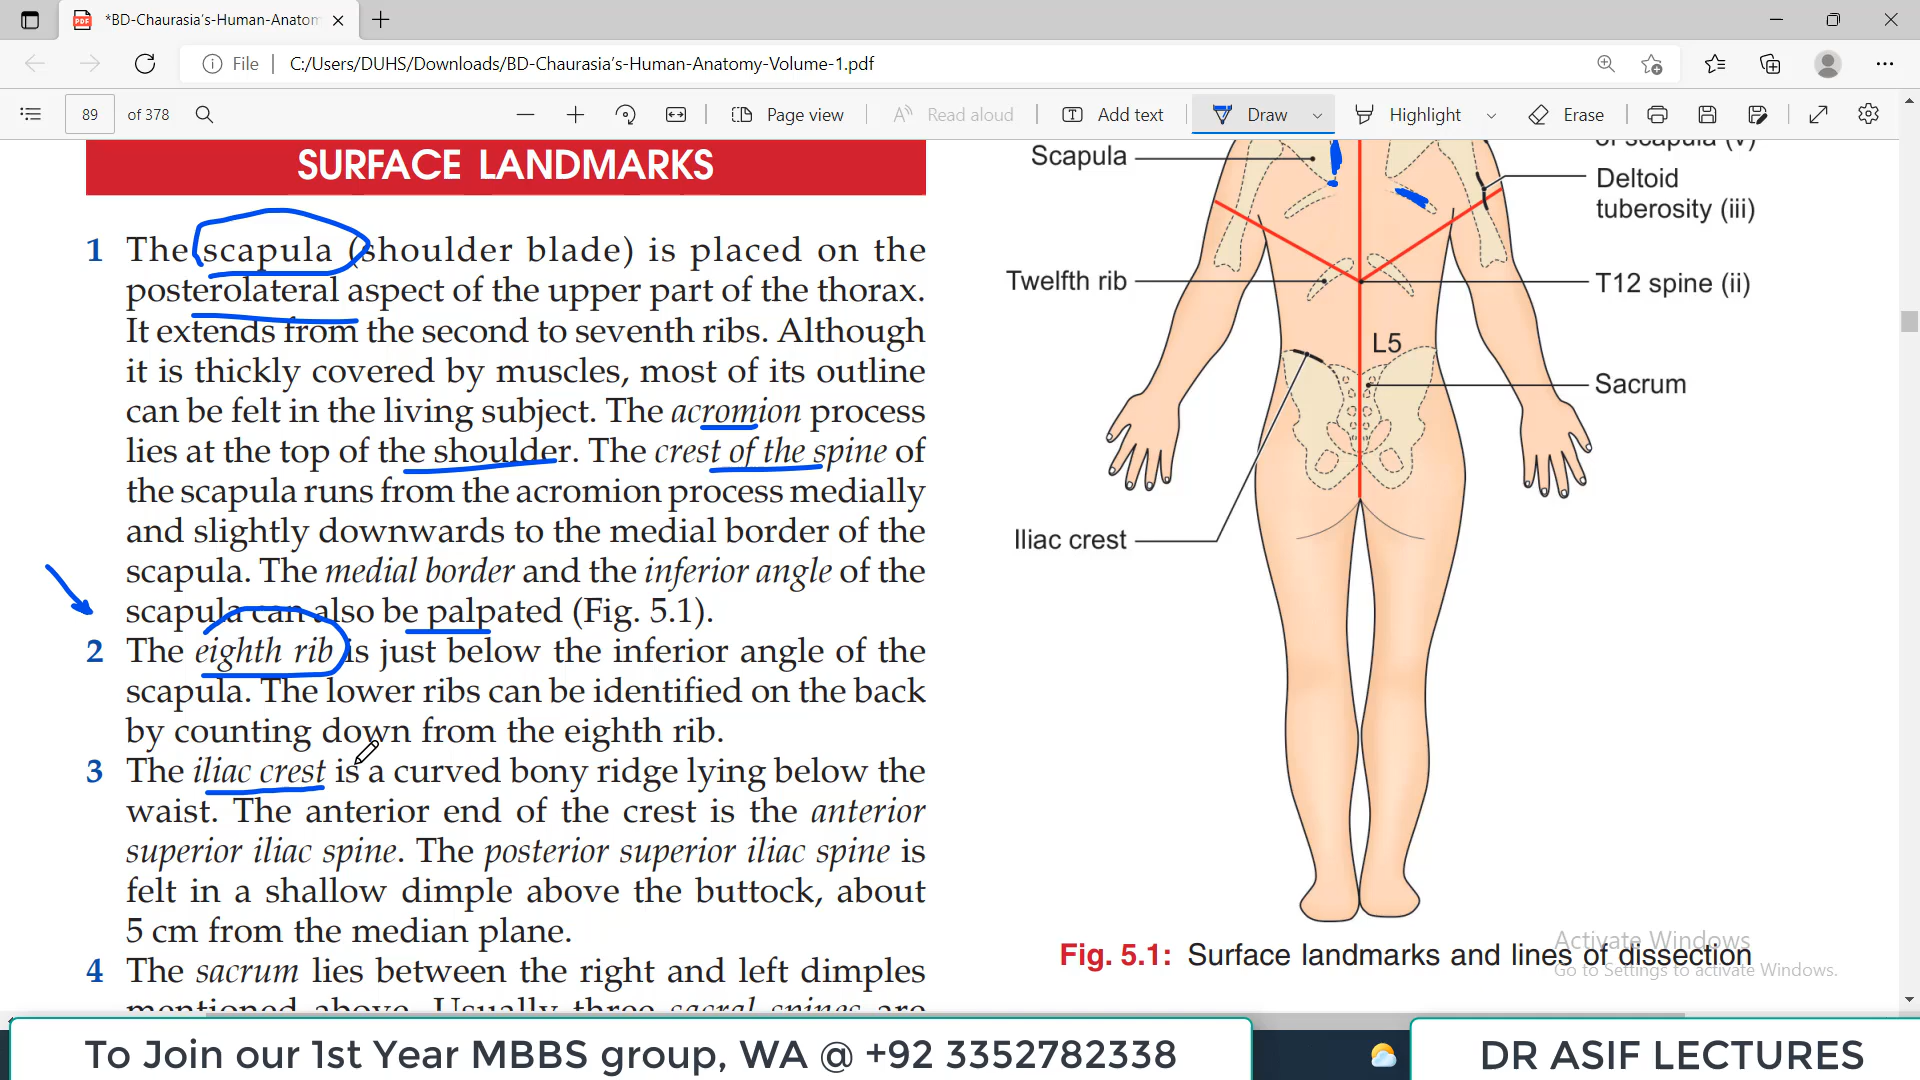 *BD-Chaurasia's-Human-Anatom
File
C:/Users/DUHS/Downloads/BD-Chaurasia's-Human-Anatomy-Volume-1.pdf
89 of 378
Page view
Read aloud
Add text
Draw
Highlight
Erase
SURFACE LANDMARKS
1 The scapula (shoulder blade) is placed on the
posterolateral aspect of the upper part of the thorax.
It extends from the second to seventh ribs. Although
it is thickly covered by muscles, most of its outline
can be felt in the living subject. The acromion process
lies at the top of the shoulder. The crest of the spine of
the scapula runs from the acromion process medially
and slightly downwards to the medial border of the
scapula. The medial border and the inferior angle of the
scapula can also be palpated (Fig. 5.1).
2 The eighth rib is just below the inferior angle of the
scapula. The lower ribs can be identified on the back
by counting down from the eighth rib.
3 The iliac crest is a curved bony ridge lying below the
waist. The anterior end of the crest is the anterior
superior iliac spine. The posterior superior iliac spine is
felt in a shallow dimple above the buttock, about
5 cm from the median plane.
4 The sacrum lies between the right and left dimples
mentioned above. Usually three sacral spines are
of scapula (v)
Scapula
Deltoid
tuberosity (iii)
Twelfth rib
T12 spine (ii)
L5
Sacrum
Iliac crest
Fig. 5.1: Surface landmarks and lines of dissection
Activate Windows
Go to Settings to activate Windows.
To Join our 1st Year MBBS group, WA @ +92 3352782338
DR ASIF LECTURES